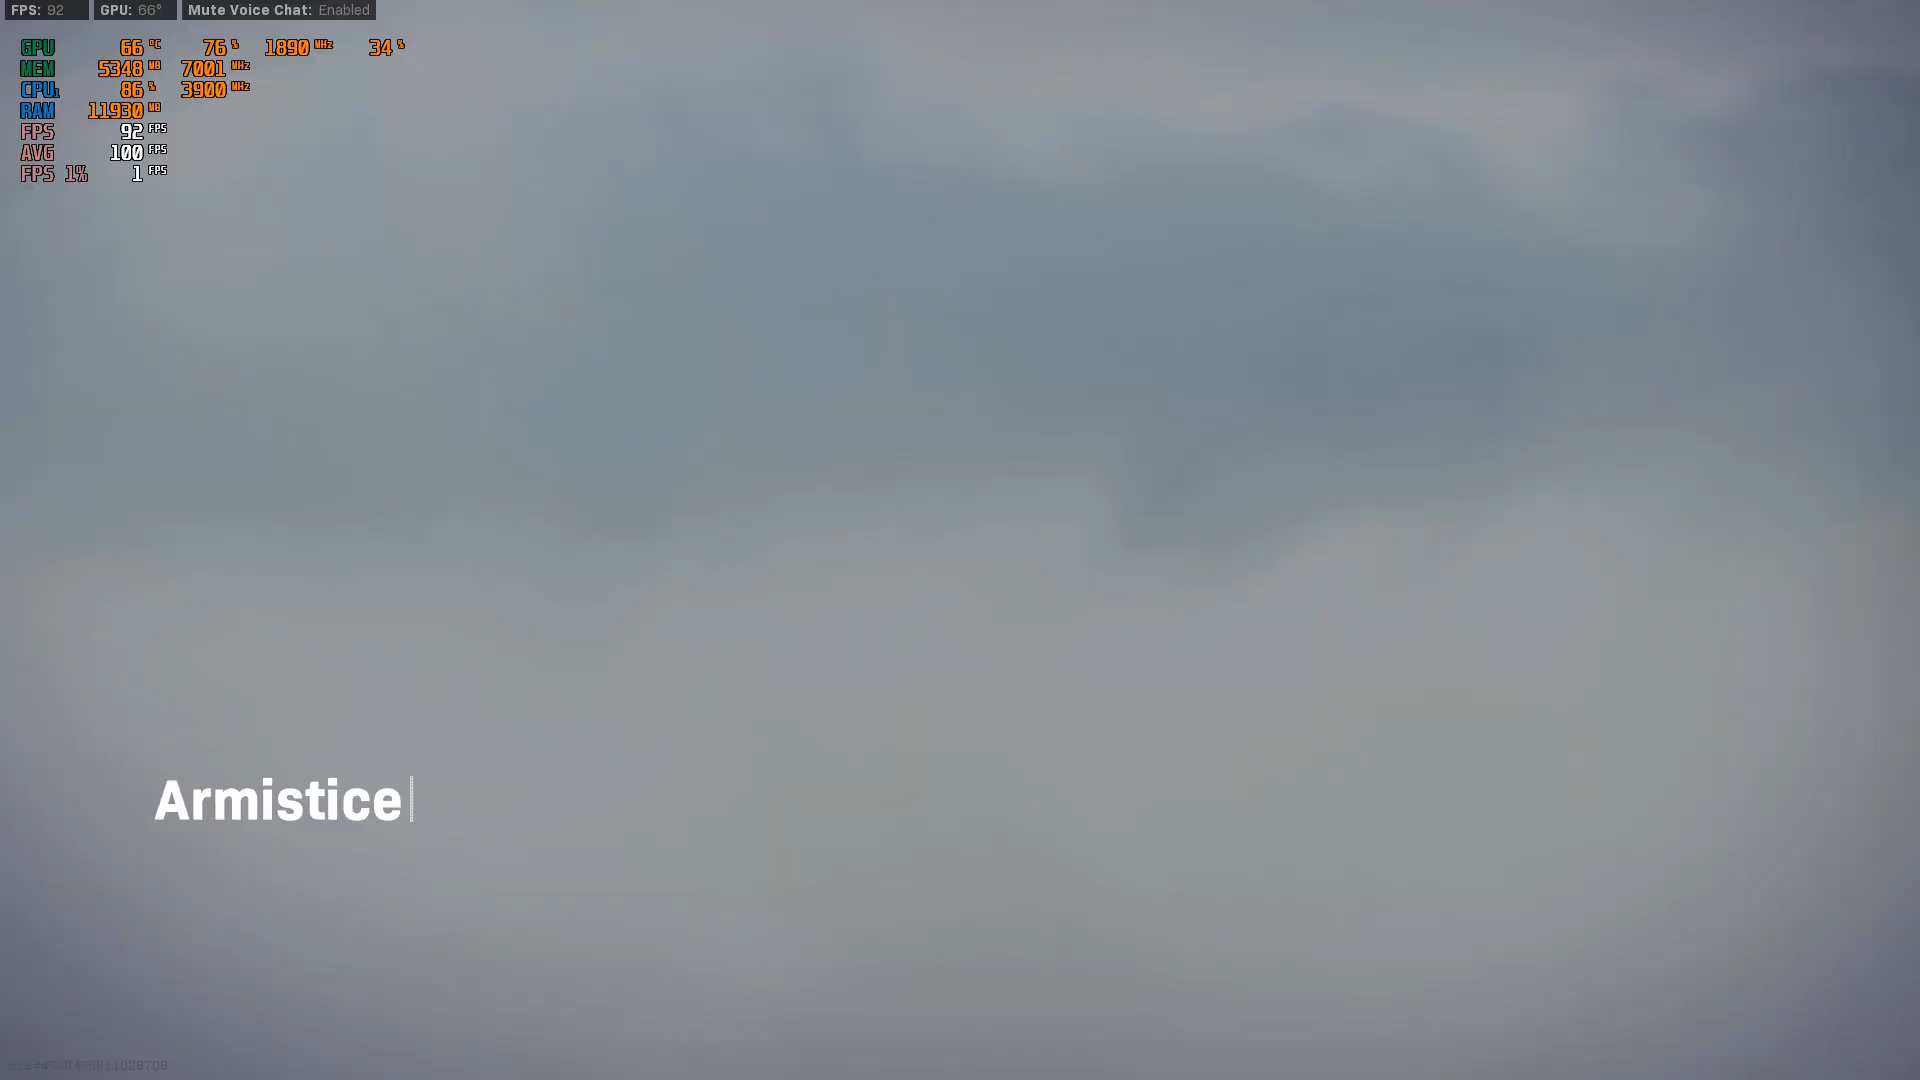 FPS: 92 GPU: 66° Mute Voice Chat: Enabled
GPU 66 °C 76 % 1890 MHz 34 %
MEM 5348 MB 7001 MHz
CPU1 86 % 3900 MHz
RAM 11930 MB
FPS 92 FPS
AVG 100 FPS
FPS 1% 1 FPS
Armistice